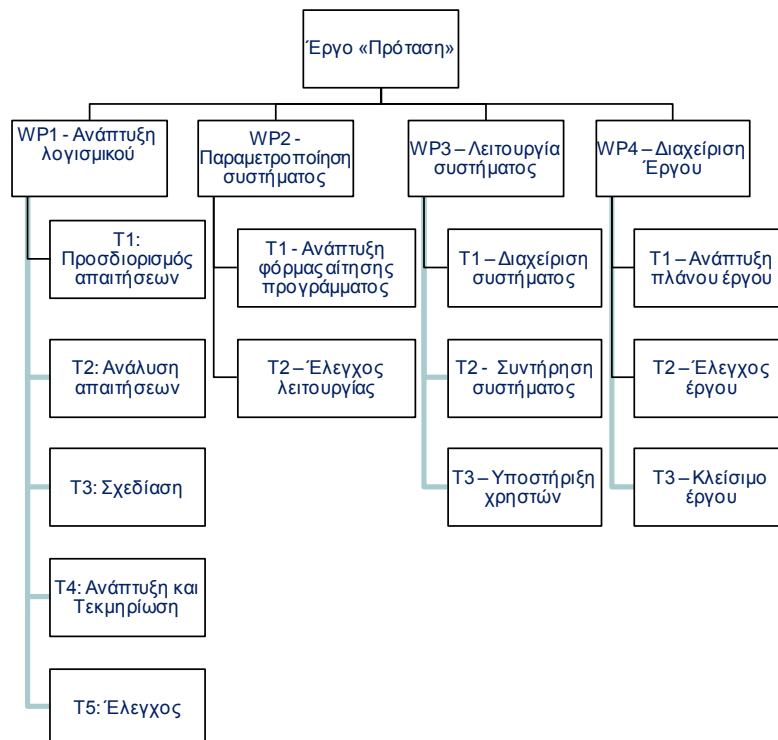 Έργο «Πρόταση»
WP1 - Ανάπτυξη
λογισμικού
T1:
Προσδιορισμός
απαιτήσεων
T2: Ανάλυση
απαιτήσεων
T3: Σχεδίαση
T4: Ανάπτυξη και
Τεκμηρίωση
T5: Έλεγχος
WP2 -
Παραμετροποίηση
συστήματος
T1 - Ανάπτυξη
φόρμας αίτησης
προγράμματος
T2 – Έλεγχος
λειτουργίας
WP3 – Λειτουργία
συστήματος
T1 – Διαχείριση
συστήματος
T2 - Συντήρηση
συστήματος
T3 – Υποστήριξη
χρηστών
WP4 – Διαχείριση
Έργου
T1 – Ανάπτυξη
πλάνου έργου
T2 – Έλεγχος
έργου
T3 – Κλείσιμο
έργου